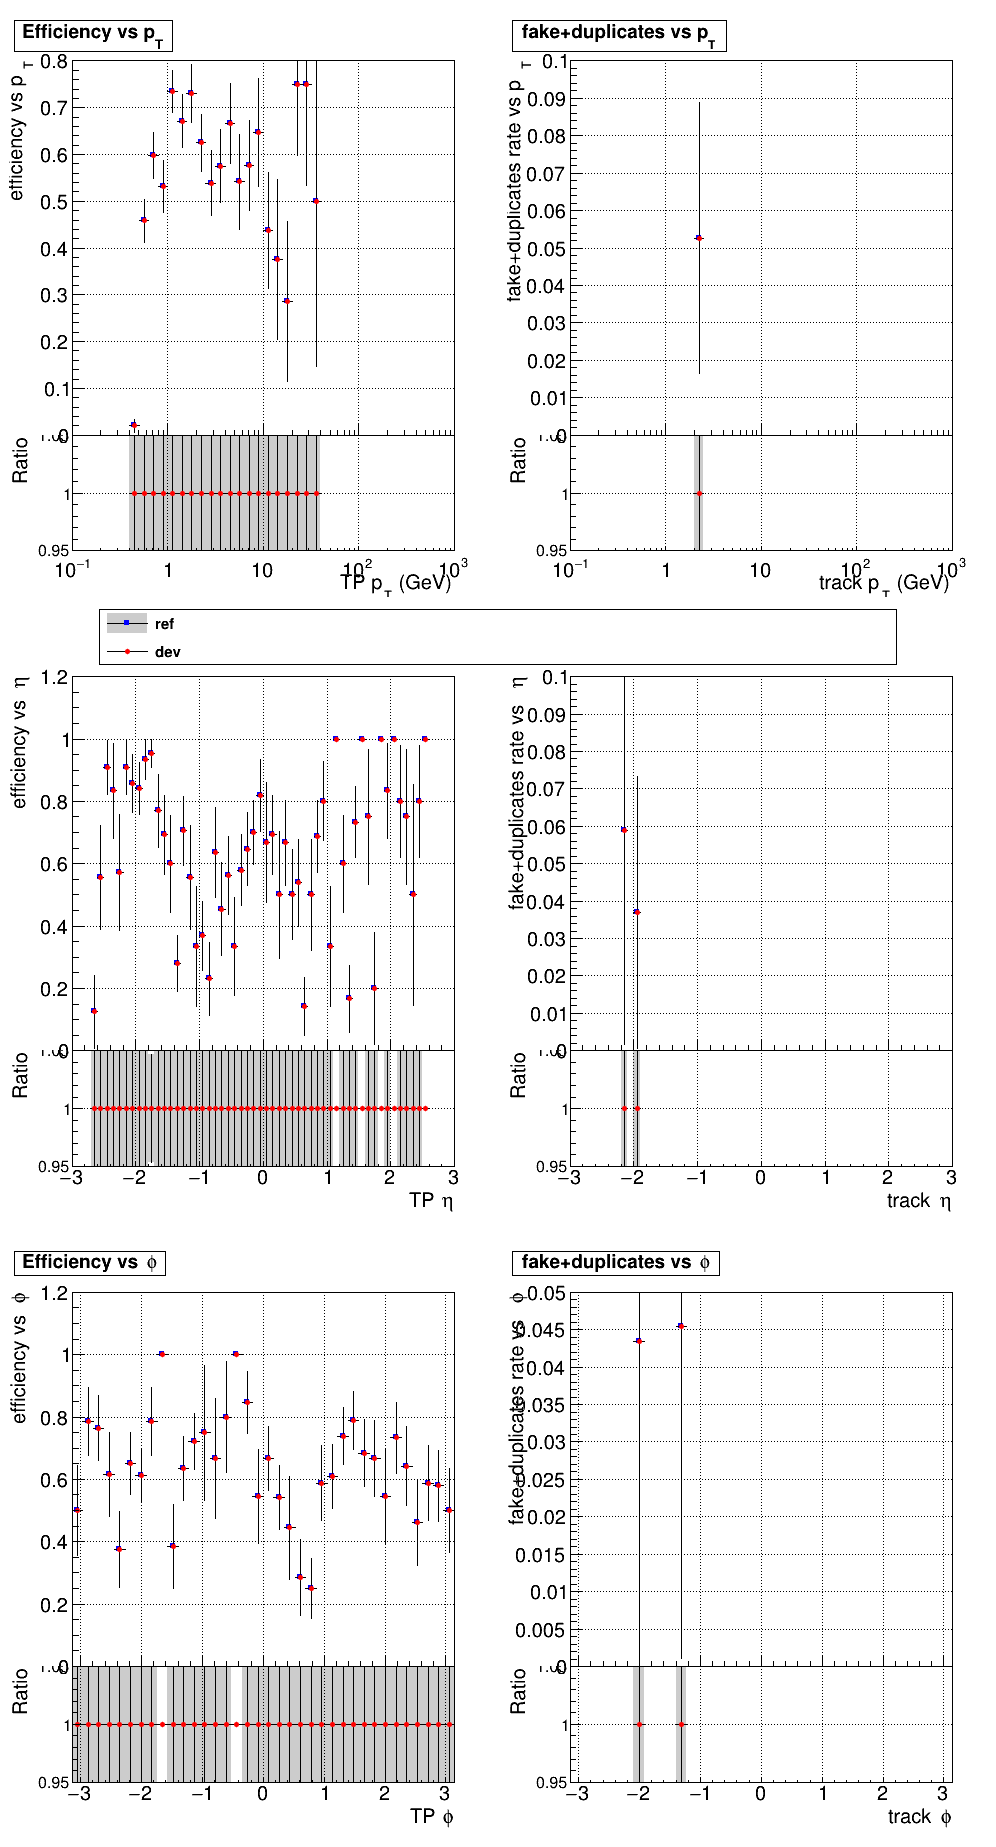 Efficiency vs p_T
fake+duplicates vs p_T
efficiency vs p_T
0.8
0.7
0.6
0.5
0.4
0.3
0.2
0.1
0
Ratio
1
0.95
10⁻¹
1
10
10²
10³
TP p_T (GeV)
fake+duplicates rate vs p_T
0.1
0.09
0.08
0.07
0.06
0.05
0.04
0.03
0.02
0.01
0
Ratio
1
0.95
10⁻¹
1
10
10²
10³
track p_T (GeV)
ref
dev
efficiency vs η
1.2
1
0.8
0.6
0.4
0.2
0
Ratio
1
0.95
−3 −2 −1 0 1 2 3
TP η
fake+duplicates rate vs η
0.1
0.09
0.08
0.07
0.06
0.05
0.04
0.03
0.02
0.01
0
Ratio
1
0.95
−3 −2 −1 0 1 2 3
track η
Efficiency vs ϕ
fake+duplicates vs ϕ
efficiency vs ϕ
1.2
1
0.8
0.6
0.4
0.2
0
Ratio
1
0.95
−3 −2 −1 0 1 2 3
TP ϕ
fake+duplicates rate vs ϕ
0.05
0.045
0.04
0.035
0.03
0.025
0.02
0.015
0.01
0.005
0
Ratio
1
0.95
−3 −2 −1 0 1 2 3
track ϕ